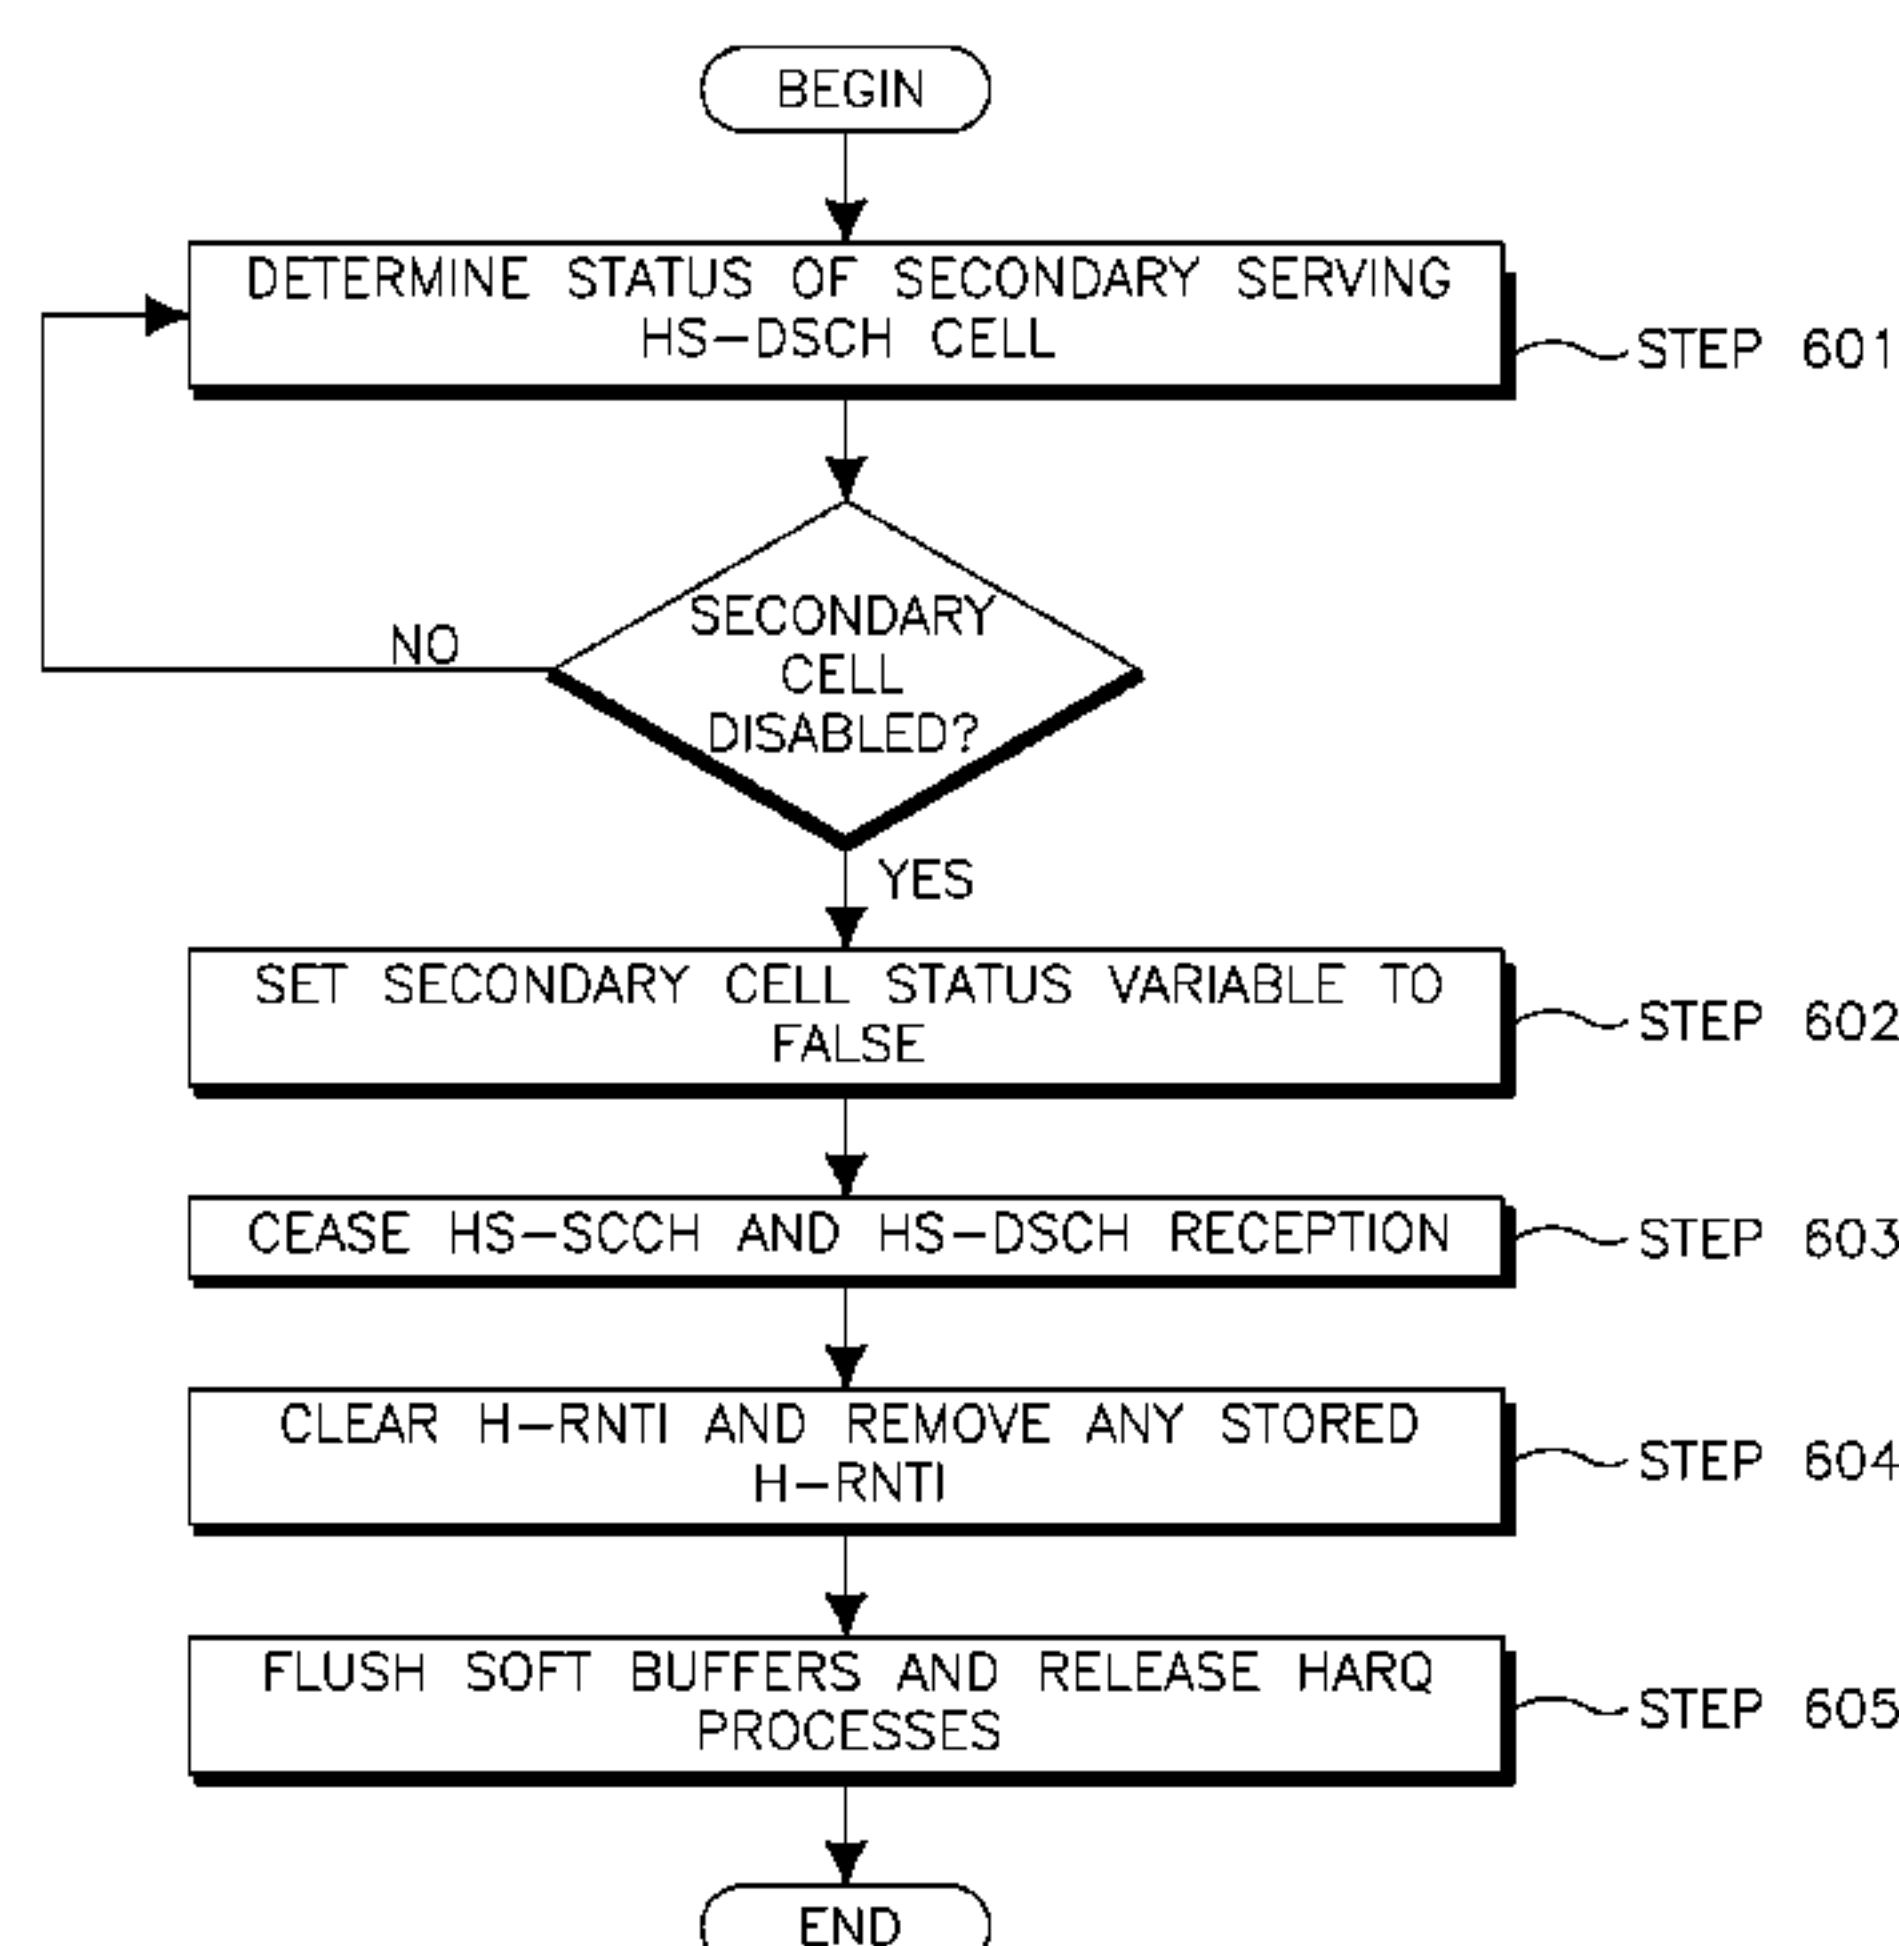 BEGIN
DETERMINE STATUS OF SECONDARY SERVING
HS-DSCH CELL
STEP 601
SECONDARY
CELL
DISABLED?
NO
YES
SET SECONDARY CELL STATUS VARIABLE TO
FALSE
STEP 602
CEASE HS-SCCH AND HS-DSCH RECEPTION
STEP 603
CLEAR H-RNTI AND REMOVE ANY STORED
H-RNTI
STEP 604
FLUSH SOFT BUFFERS AND RELEASE HARQ
PROCESSES
STEP 605
END